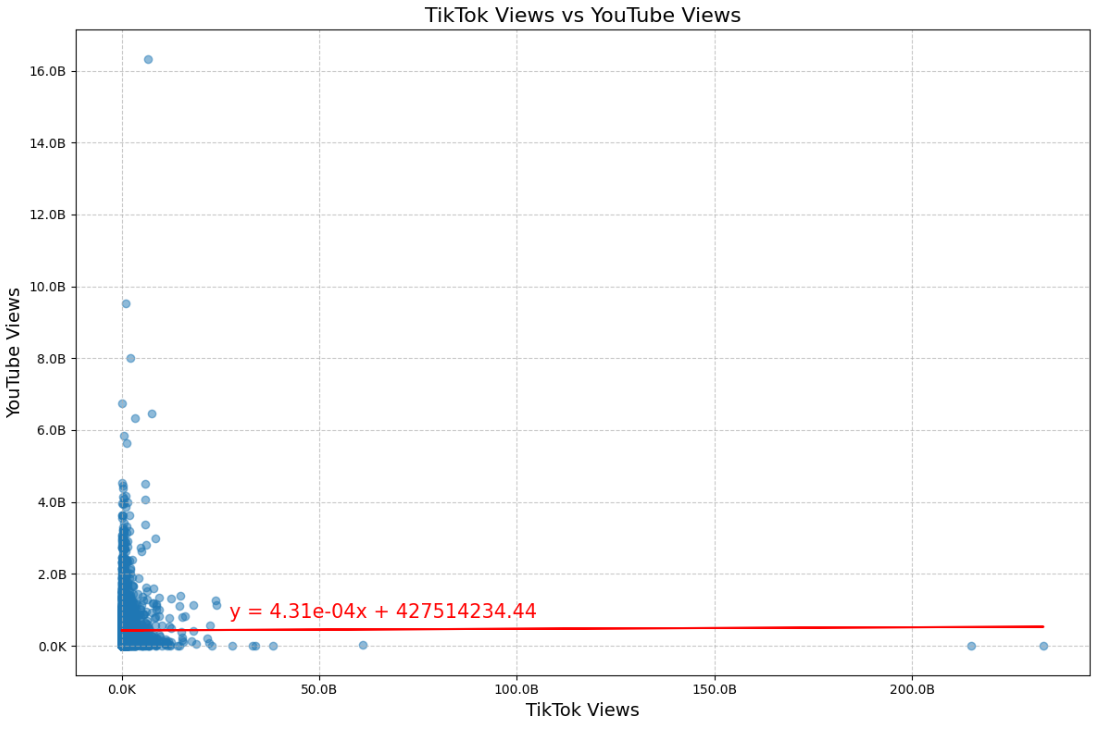 TikTok Views vs YouTube Views
YouTube Views
16.0B
14.0B
12.0B
10.0B
8.0B
6.0B
4.0B
2.0B
0.0K
y = 4.31e-04x + 427514234.44
0.0K 50.0B 100.0B 150.0B 200.0B
TikTok Views